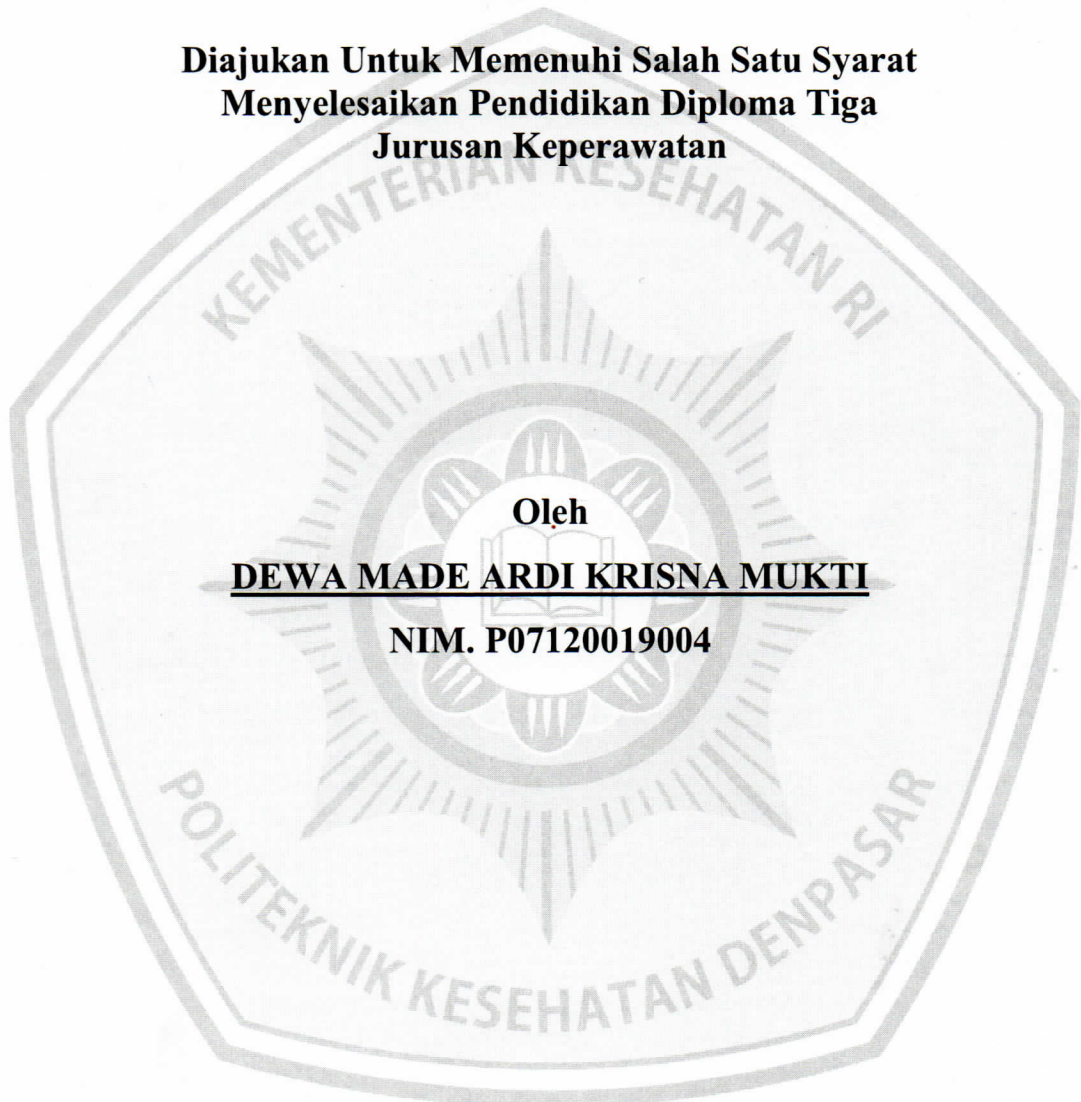 Diajukan Untuk Memenuhi Salah Satu Syarat
Menyelesaikan Pendidikan Diploma Tiga
Jurusan Keperawatan
KEMENTERIAN KESEHATAN RI
Oleh
DEWA MADE ARDI KRISNA MUKTI
NIM. P07120019004
POLITEKNIK KESEHATAN DENPASAR